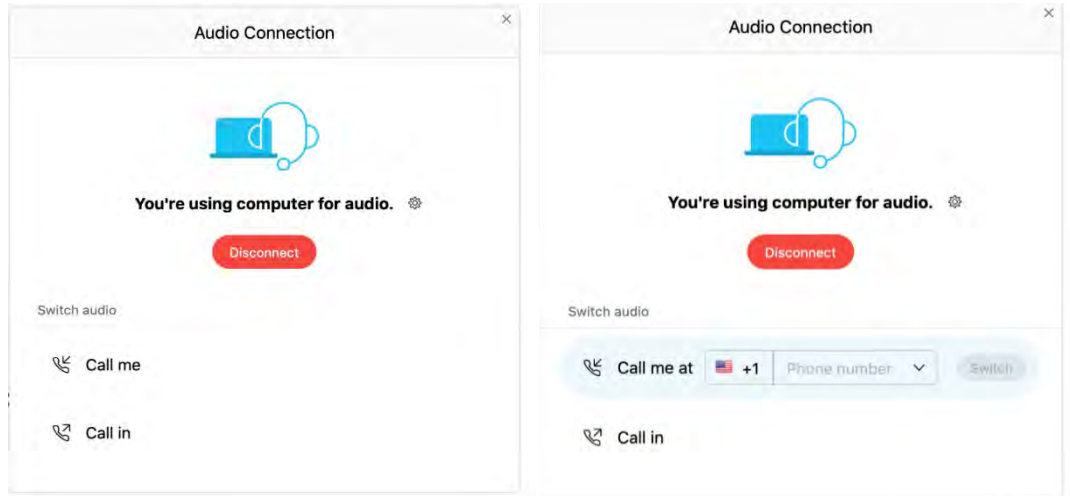 Audio Connection
You're using computer for audio.
Disconnect
Switch audio
Call me
Call in
Audio Connection
You're using computer for audio.
Disconnect
Switch audio
Call me at +1 Phone number Switch
Call in